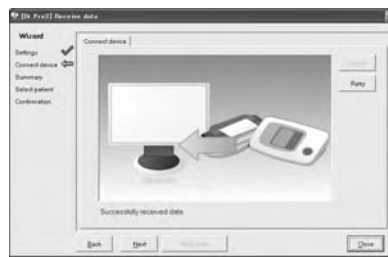 [Dr.Pro3] Receive data
Wizard
Settings
Connect device
Summary
Select patient
Confirmation
Connect device
Retry
Successfully received data.
Back
Next
Close